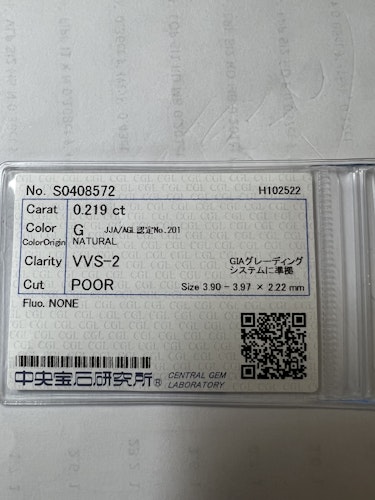 No. S0408572 H102522
Carat 0.219 ct
Color G JJA/AGL認定No.201
ColorOrigin NATURAL
Clarity VVS-2 GIAグレーディング
システムに準拠
Cut POOR Size 3.90 - 3.97 × 2.22 mm
Fluo. NONE
中央宝石研究所® CENTRAL GEM
LABORATORY